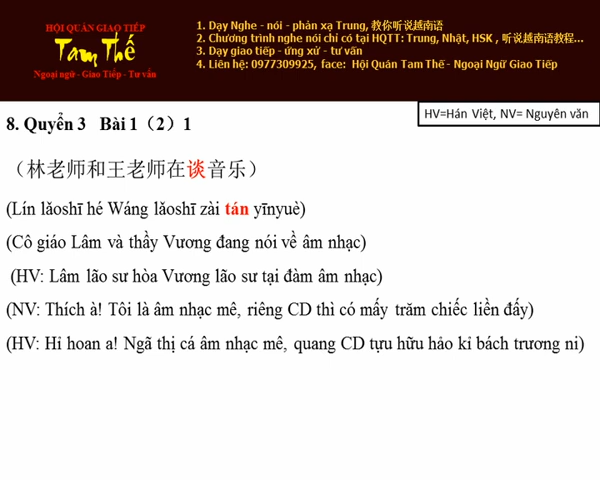 HỘI QUÁN GIAO TIẾP
Tam Thế
Ngoại ngữ - Giao Tiếp - Tư vấn
1. Dạy Nghe - nói - phản xạ Trung, 教你听说越南语
2. Chương trình nghe nói chỉ có tại HQTT: Trung, Nhật, HSK , 听说越南语教程...
3. Dạy giao tiếp - ứng xử - tư vấn
4. Liên hệ: 0977309925, face: Hội Quán Tam Thế - Ngoại Ngữ Giao Tiếp
HV=Hán Việt, NV= Nguyên văn
8. Quyển 3 Bài 1（2）1
（林老师和王老师在谈音乐）
(Lín lǎoshī hé Wáng lǎoshī zài tán yīnyuè)
(Cô giáo Lâm và thầy Vương đang nói về âm nhạc)
(HV: Lâm lão sư hòa Vương lão sư tại đàm âm nhạc)
(NV: Thích à! Tôi là âm nhạc mê, riêng CD thì có mấy trăm chiếc liền đấy)
(HV: Hỉ hoan a! Ngã thị cá âm nhạc mê, quang CD tựu hữu hảo kỉ bách trương ni)